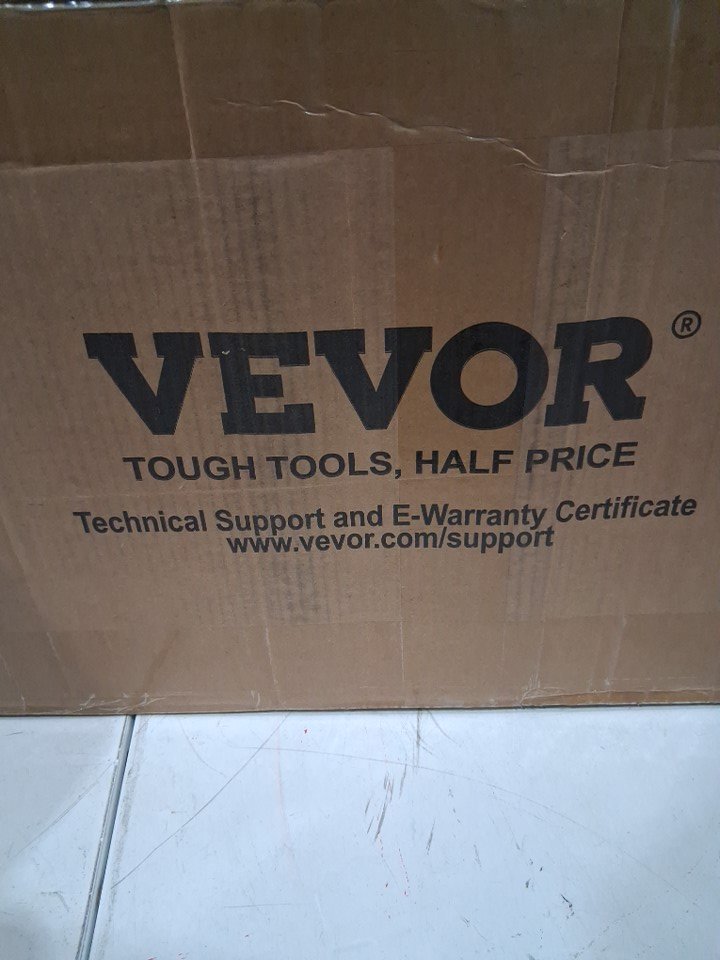 VEVOR®
TOUGH TOOLS, HALF PRICE
Technical Support and E-Warranty Certificate
www.vevor.com/support